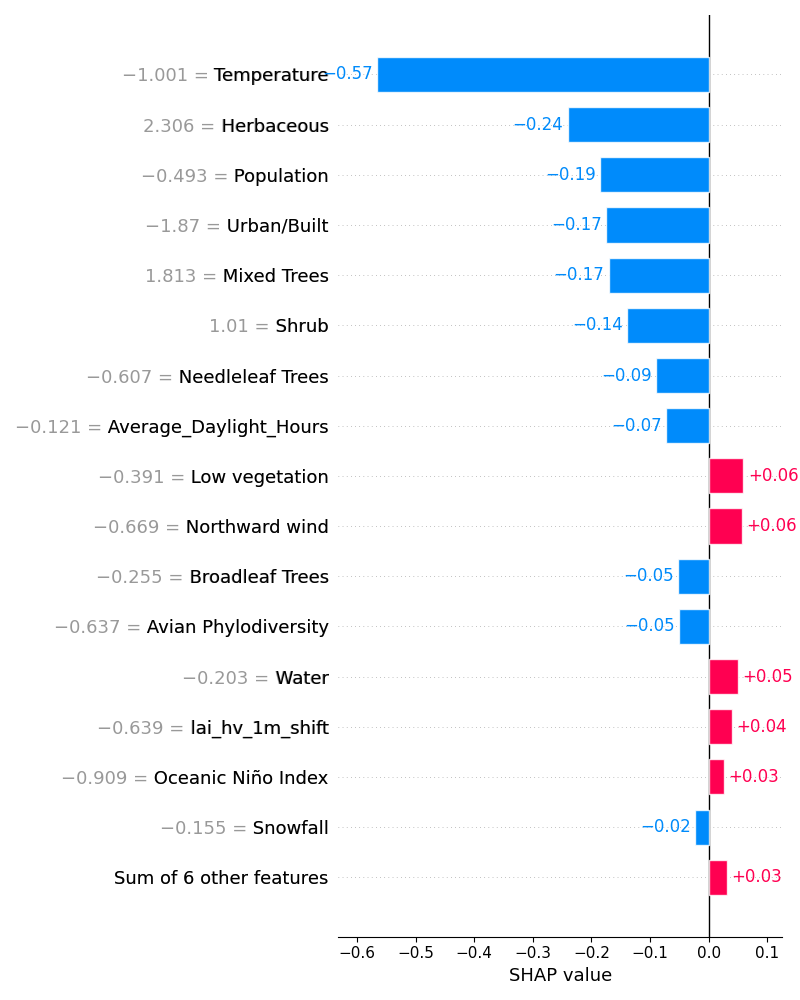 −1.001 = Temperature −0.57
2.306 = Herbaceous −0.24
−0.493 = Population −0.19
−1.87 = Urban/Built −0.17
1.813 = Mixed Trees −0.17
1.01 = Shrub −0.14
−0.607 = Needleleaf Trees −0.09
−0.121 = Average_Daylight_Hours −0.07
−0.391 = Low vegetation +0.06
−0.669 = Northward wind +0.06
−0.255 = Broadleaf Trees −0.05
−0.637 = Avian Phylodiversity −0.05
−0.203 = Water +0.05
−0.639 = lai_hv_1m_shift +0.04
−0.909 = Oceanic Niño Index +0.03
−0.155 = Snowfall −0.02
Sum of 6 other features +0.03
−0.6 −0.5 −0.4 −0.3 −0.2 −0.1 0.0 0.1
SHAP value